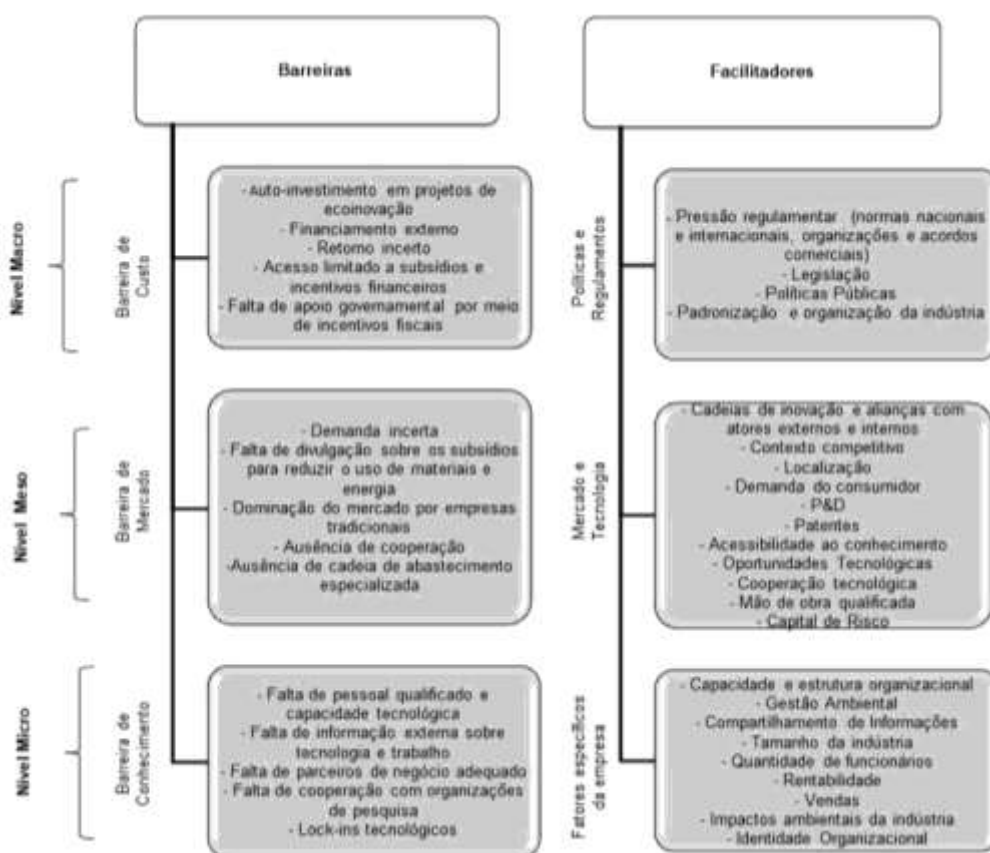 Barreiras
Nível Macro
Barreira de
Custo
- Auto-investimento em projetos de
ecoinovação
- Financiamento externo
- Retorno incerto
- Acesso limitado a subsídios e
incentivos financeiros
- Falta de apoio governamental por meio
de incentivos fiscais
Nível Meso
Barreira de
Mercado
- Demanda incerta
- Falta de divulgação sobre os subsídios
para reduzir o uso de materiais e
energia
- Dominação do mercado por empresas
tradicionais
- Ausência de cooperação
-Ausência de cadeia de abastecimento
especializada
Nível Micro
Barreira de
Conhecimento
- Falta de pessoal qualificado e
capacidade tecnológica
- Falta de informação externa sobre
tecnologia e trabalho
- Falta de parceiros de negócio adequado
- Falta de cooperação com organizações
de pesquisa
- Lock-ins tecnológicos
Facilitadores
Políticas e
Regulamentos
- Pressão regulamentar (normas nacionais
e internacionais, organizações e acordos
comerciais)
- Legislação
- Políticas Públicas
- Padronização e organização da indústria
Mercado e
Tecnologia
- Cadeias de inovação e alianças com
atores externos e internos
- Contexto competitivo
- Localização
- Demanda do consumidor
- P&D
- Patentes
- Acessibilidade ao conhecimento
- Oportunidades Tecnológicas
- Cooperação tecnológica
- Mão de obra qualificada
- Capital de Risco
Fatores específicos
da empresa
- Capacidade e estrutura organizacional
- Gestão Ambiental
- Compartilhamento de Informações
- Tamanho da indústria
- Quantidade de funcionários
- Rentabilidade
- Vendas
- Impactos ambientais da indústria
- Identidade Organizacional